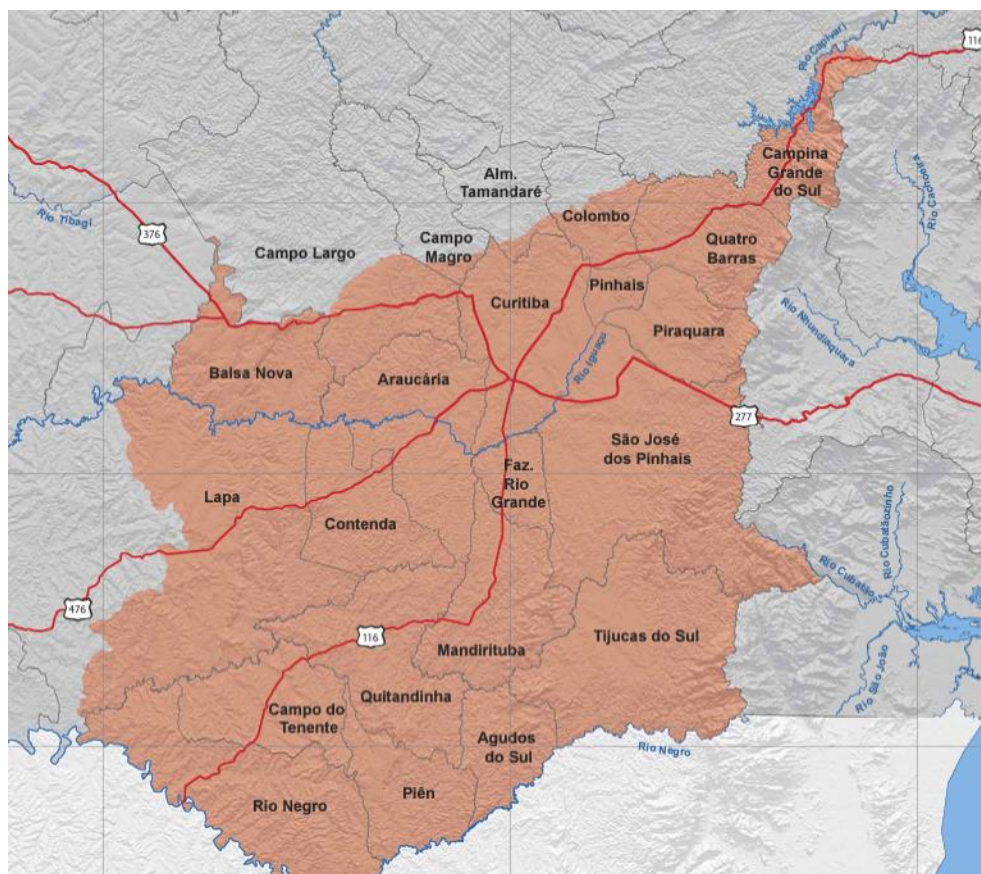 Rio Capivari
116
Campina
Grande
do Sul
Alm.
Tamandaré
Rio Cachoeira
Rio Tibagi
376
Colombo
Campo Largo
Campo
Magro
Quatro
Barras
Curitiba
Pinhais
Rio Nhundiaquara
Piraquara
Rio Iguaçu
Balsa Nova
Araucária
277
São José
dos Pinhais
Faz.
Rio
Grande
Lapa
Contenda
Rio Cubatãozinho
Rio Cubatão
476
116
Mandirituba
Tijucas do Sul
Rio São João
Quitandinha
Campo do
Tenente
Agudos
do Sul
Rio Negro
Piên
Rio Negro